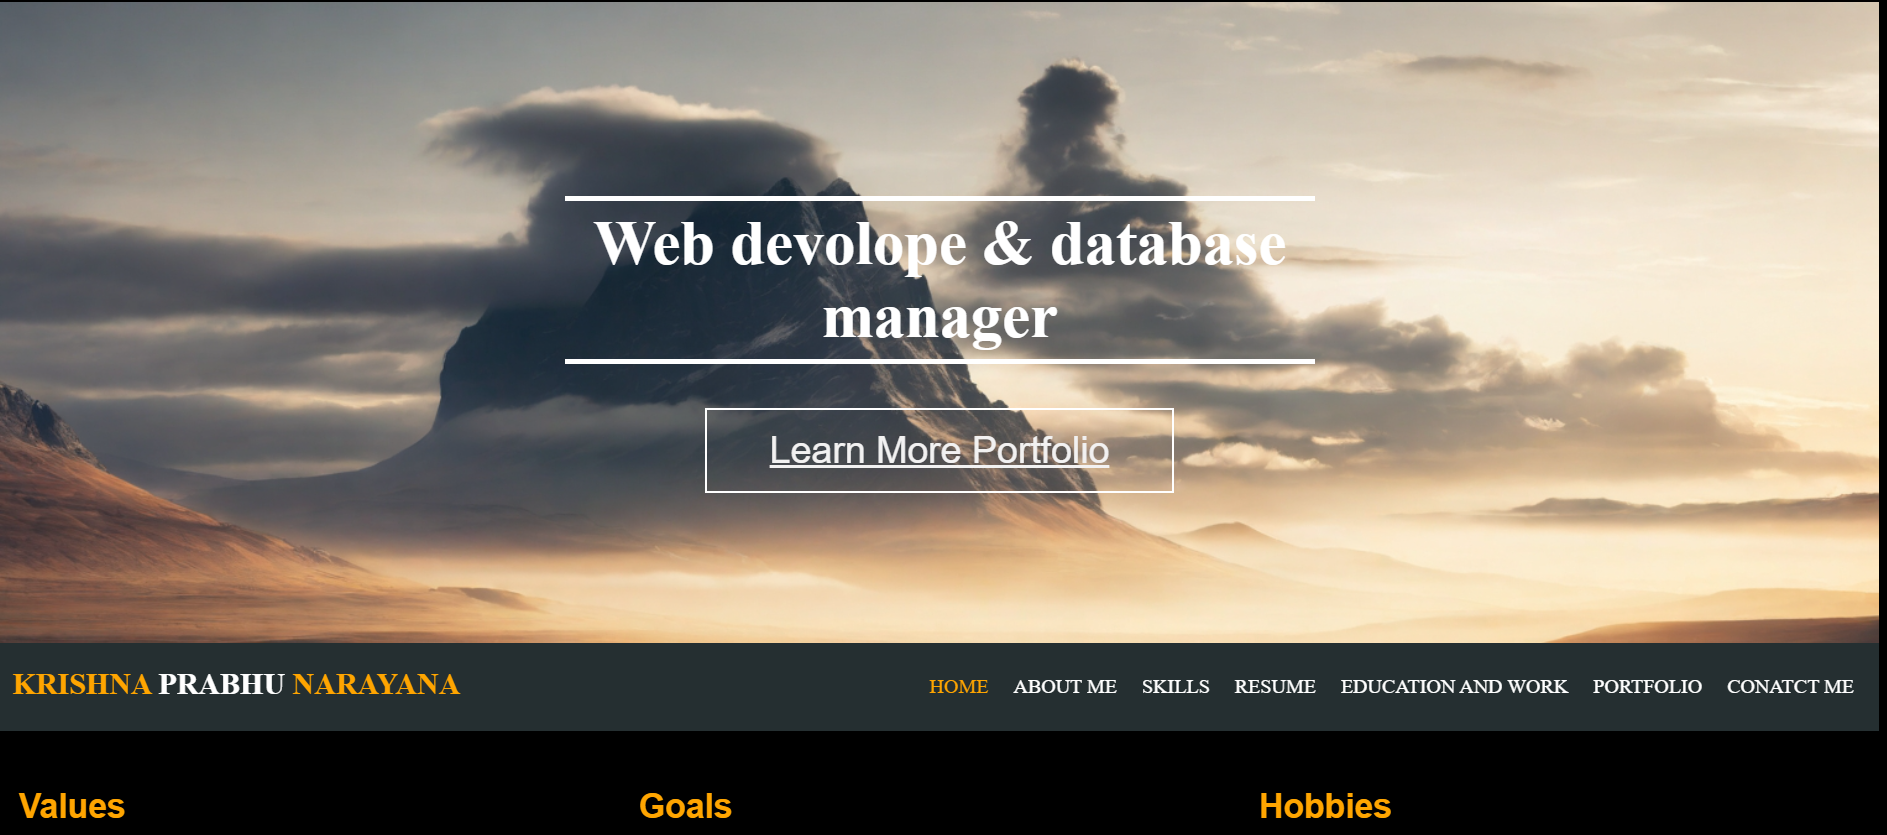 Web devolope & database
manager
Learn More Portfolio
KRISHNA PRABHU NARAYANA
HOME ABOUT ME SKILLS RESUME EDUCATION AND WORK PORTFOLIO CONATCT ME
Values Goals Hobbies